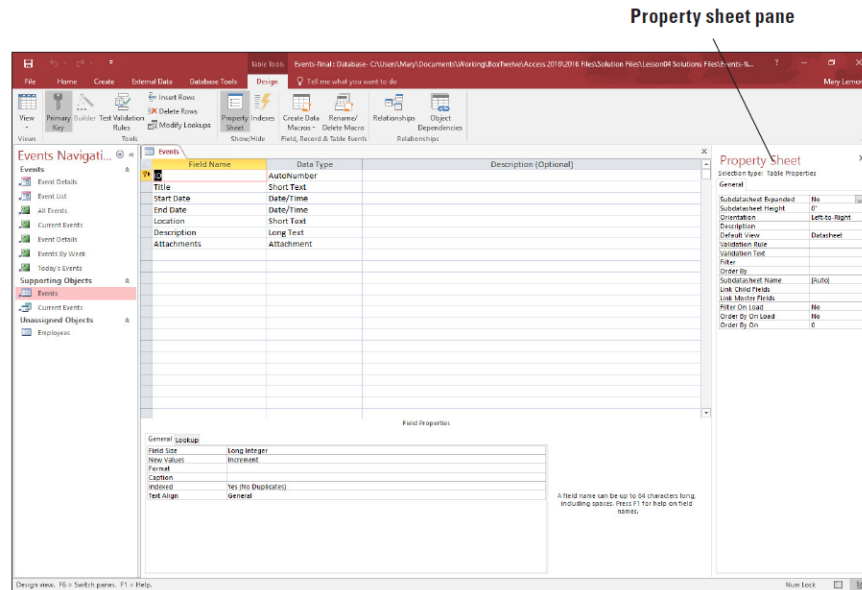 Property sheet pane
Table Tools Events-final : Database- C:\Users\Mary\Documents\Working\BoxTwelve\Access 2016\2016 Files\Solution Files\Lesson04 Solutions Files\Events-fi... ?
File Home Create External Data Database Tools Design Tell me what you want to do Mary Lemon
View Primary Key Builder Test Validation Rules Insert Rows Delete Rows Modify Lookups Property Sheet Indexes Create Data Macros Rename/ Delete Macro Relationships Object Dependencies
Views Tools Show/Hide Field, Record & Table Events Relationships
Events Navigati...
Events
Event Details
Event List
All Events
Current Events
Event Details
Events By Week
Today's Events
Supporting Objects
Events
Current Events
Unassigned Objects
Employees
Events
Field Name Data Type Description (Optional)
ID AutoNumber
Title Short Text
Start Date Date/Time
End Date Date/Time
Location Short Text
Description Long Text
Attachments Attachment
Field Properties
General Lookup
Field Size Long Integer
New Values Increment
Format
Caption
Indexed Yes (No Duplicates)
Text Align General
A field name can be up to 64 characters long,
including spaces. Press F1 for help on field
names.
Property Sheet
Selection type: Table Properties
General
Subdatasheet Expanded No
Subdatasheet Height 0"
Orientation Left-to-Right
Description
Default View Datasheet
Validation Rule
Validation Text
Filter
Order By
Subdatasheet Name [Auto]
Link Child Fields
Link Master Fields
Filter On Load No
Order By On Load No
Order By On 0
Design view. F6 = Switch panes. F1 = Help. Num Lock